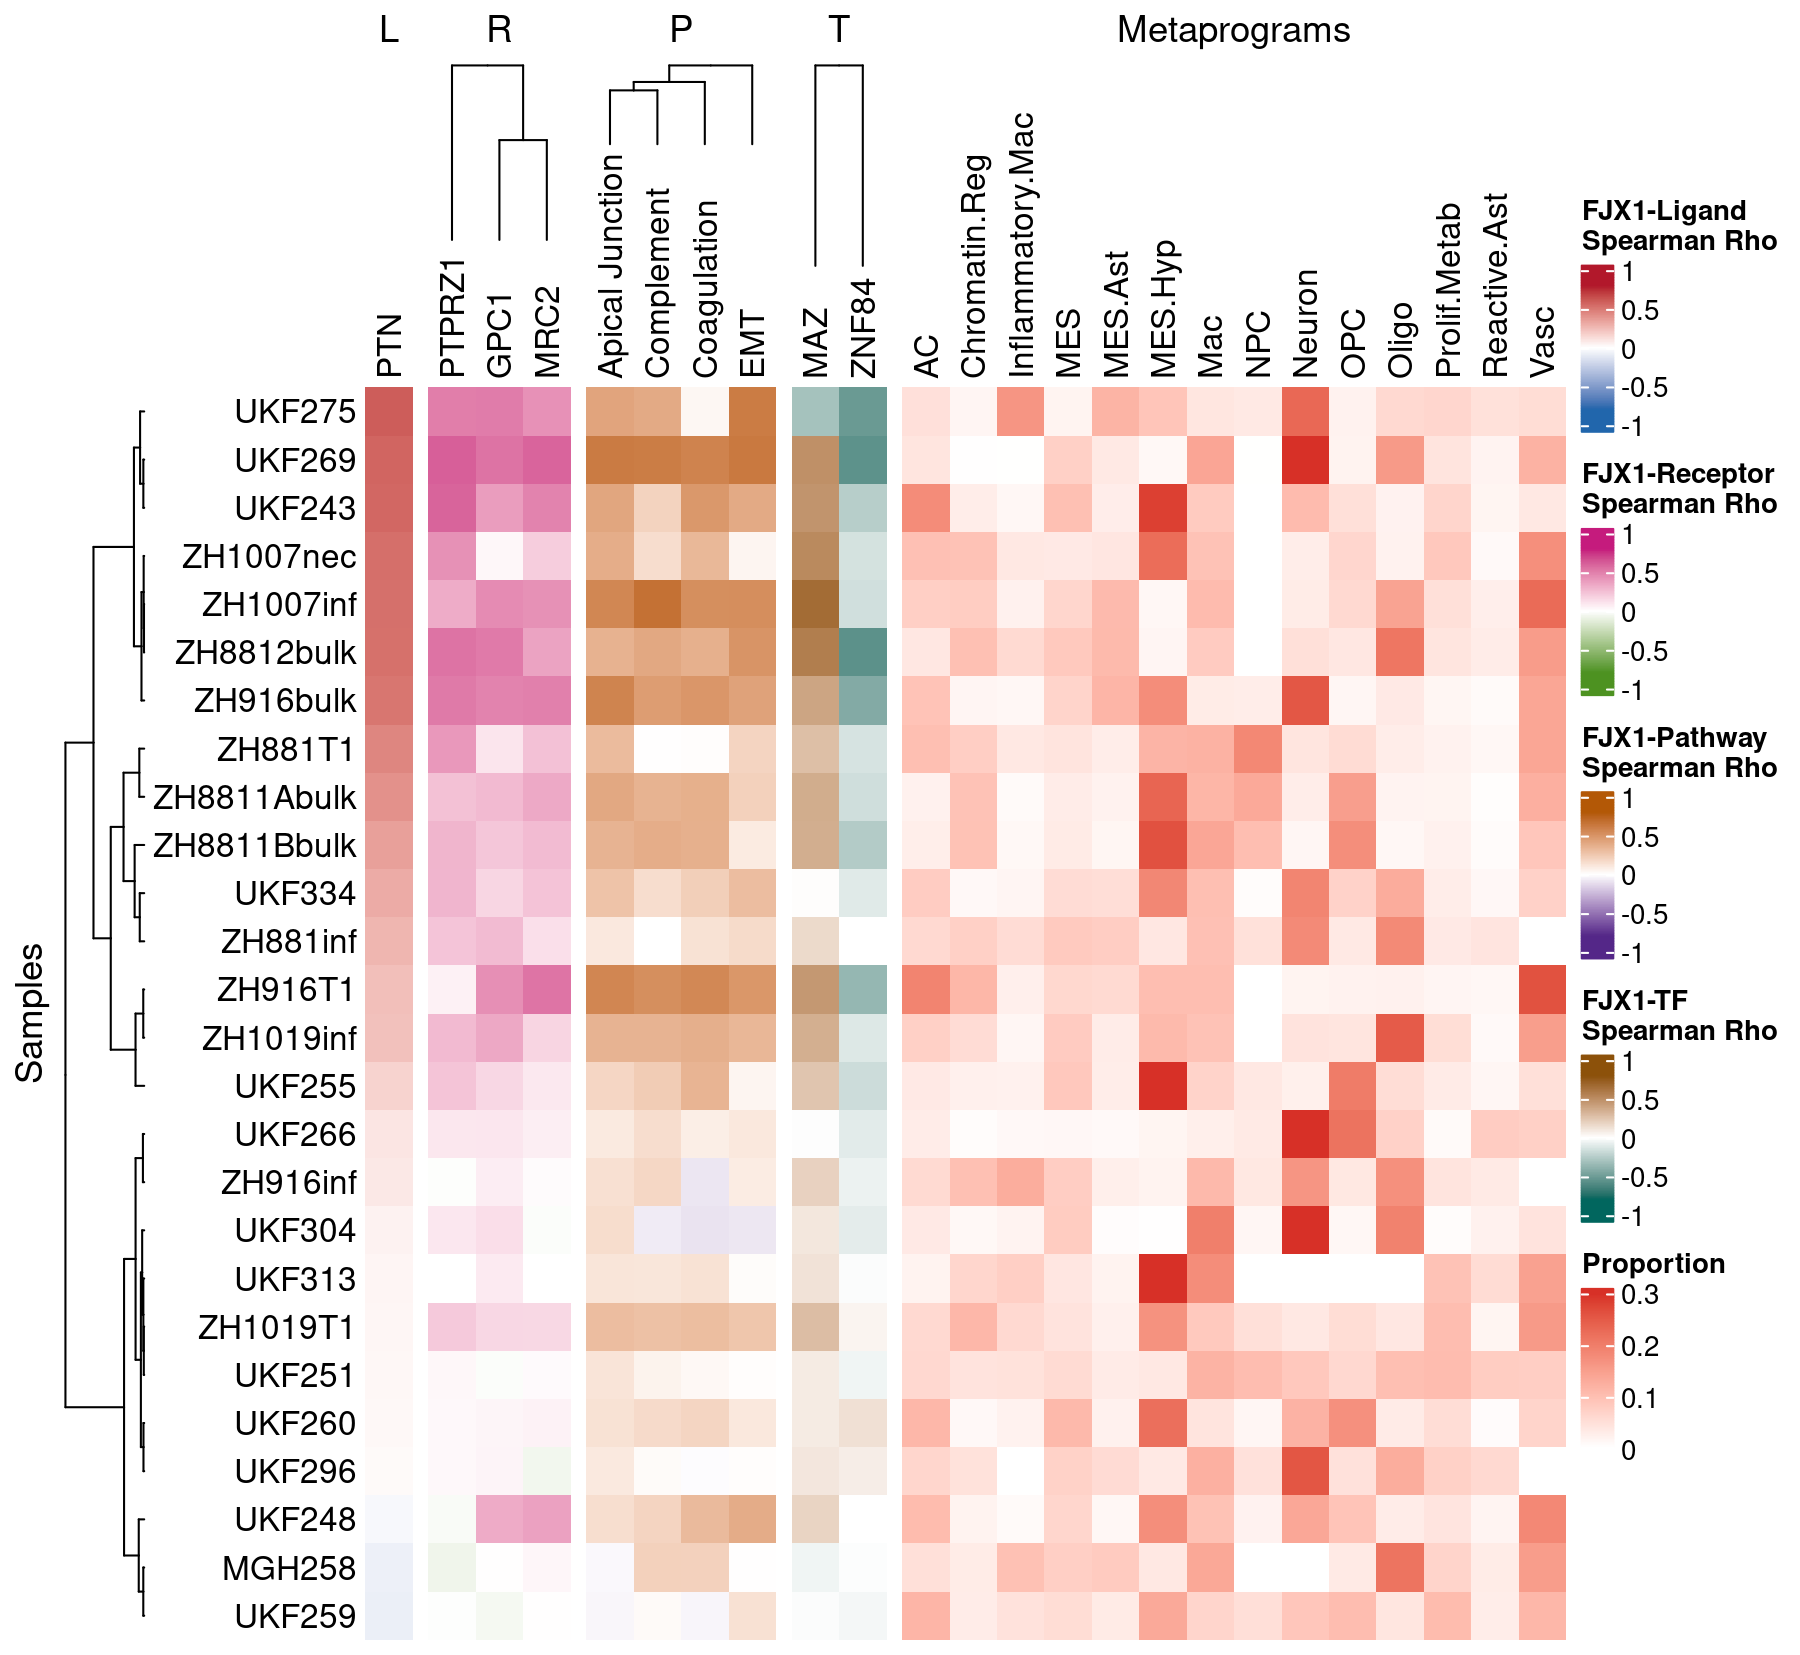 L R P T Metaprograms
PTN
PTPRZ1
GPC1
MRC2
Apical Junction
Complement
Coagulation
EMT
MAZ
ZNF84
AC
Chromatin.Reg
Inflammatory.Mac
MES
MES.Ast
MES.Hyp
Mac
NPC
Neuron
OPC
Oligo
Prolif.Metab
Reactive.Ast
Vasc
Samples
UKF275
UKF269
UKF243
ZH1007nec
ZH1007inf
ZH8812bulk
ZH916bulk
ZH881T1
ZH8811Abulk
ZH8811Bbulk
UKF334
ZH881inf
ZH916T1
ZH1019inf
UKF255
UKF266
ZH916inf
UKF304
UKF313
ZH1019T1
UKF251
UKF260
UKF296
UKF248
MGH258
UKF259
FJX1-Ligand
Spearman Rho
1
0.5
0
-0.5
-1
FJX1-Receptor
Spearman Rho
1
0.5
0
-0.5
-1
FJX1-Pathway
Spearman Rho
1
0.5
0
-0.5
-1
FJX1-TF
Spearman Rho
1
0.5
0
-0.5
-1
Proportion
0.3
0.2
0.1
0